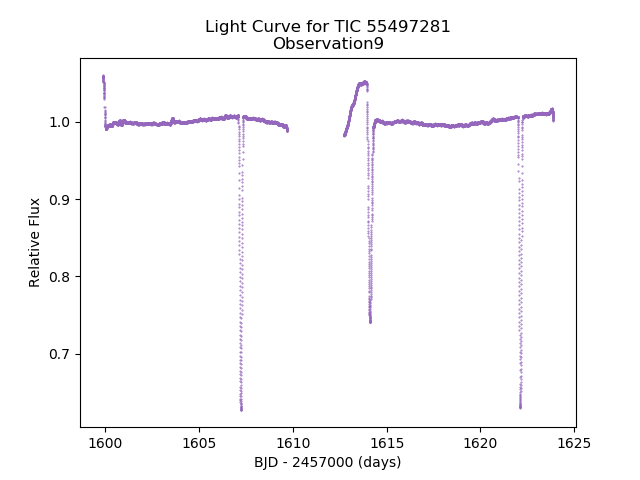 Light Curve for TIC 55497281
Observation9
1.0
0.9
0.8
0.7
Relative Flux
1600
1605
1610
1615
1620
1625
BJD - 2457000 (days)